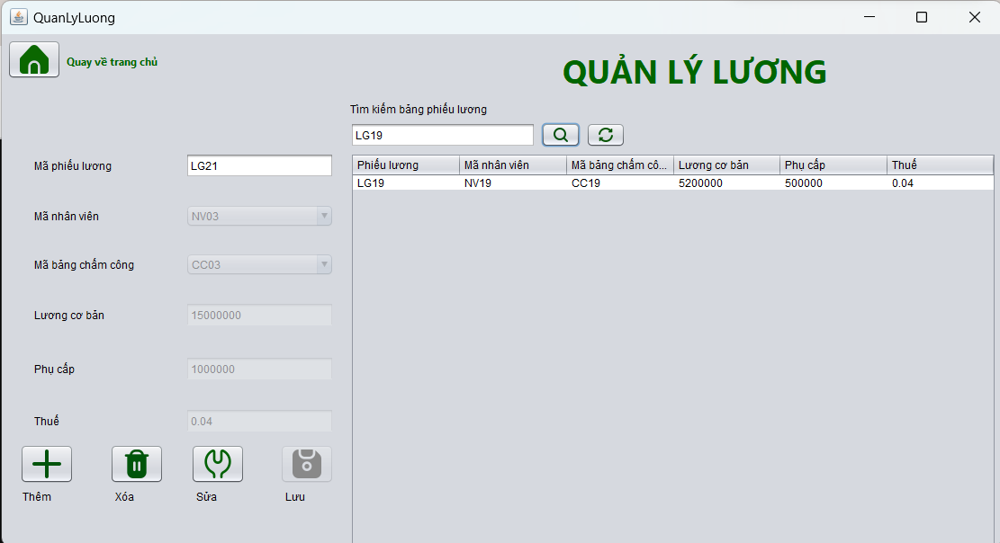 QuanLyLuong
Quay về trang chủ
QUẢN LÝ LƯƠNG
Tìm kiếm bảng phiếu lương
LG19
Mã phiếu lương LG21
Mã nhân viên NV03
Mã bảng chấm công CC03
Lương cơ bản 15000000
Phụ cấp 1000000
Thuế 0.04
Thêm Xóa Sửa Lưu
Phiếu lương Mã nhân viên Mã bảng chấm cô... Lương cơ bản Phụ cấp Thuế
LG19 NV19 CC19 5200000 500000 0.04